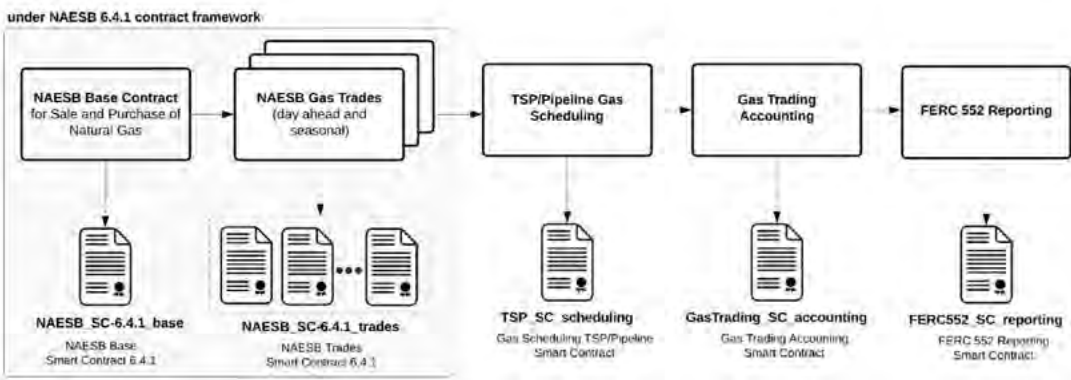 under NAESB 6.4.1 contract framework
NAESB Base Contract
for Sale and Purchase of
Natural Gas
NAESB Gas Trades
(day ahead and
seasonal)
TSP/Pipeline Gas
Scheduling
Gas Trading
Accounting
FERC 552 Reporting
NAESB_SC-6.4.1_base
NAESB Base
Smart Contract 6.4.1
NAESB_SC-6.4.1_trades
NAESB Trades
Smart Contract 6.4.1
TSP_SC_scheduling
Gas Scheduling TSP/Pipeline
Smart Contract
GasTrading_SC_accounting
Gas Trading Accounting
Smart Contract
FERC552_SC_reporting
FERC 552 Reporting
Smart Contract